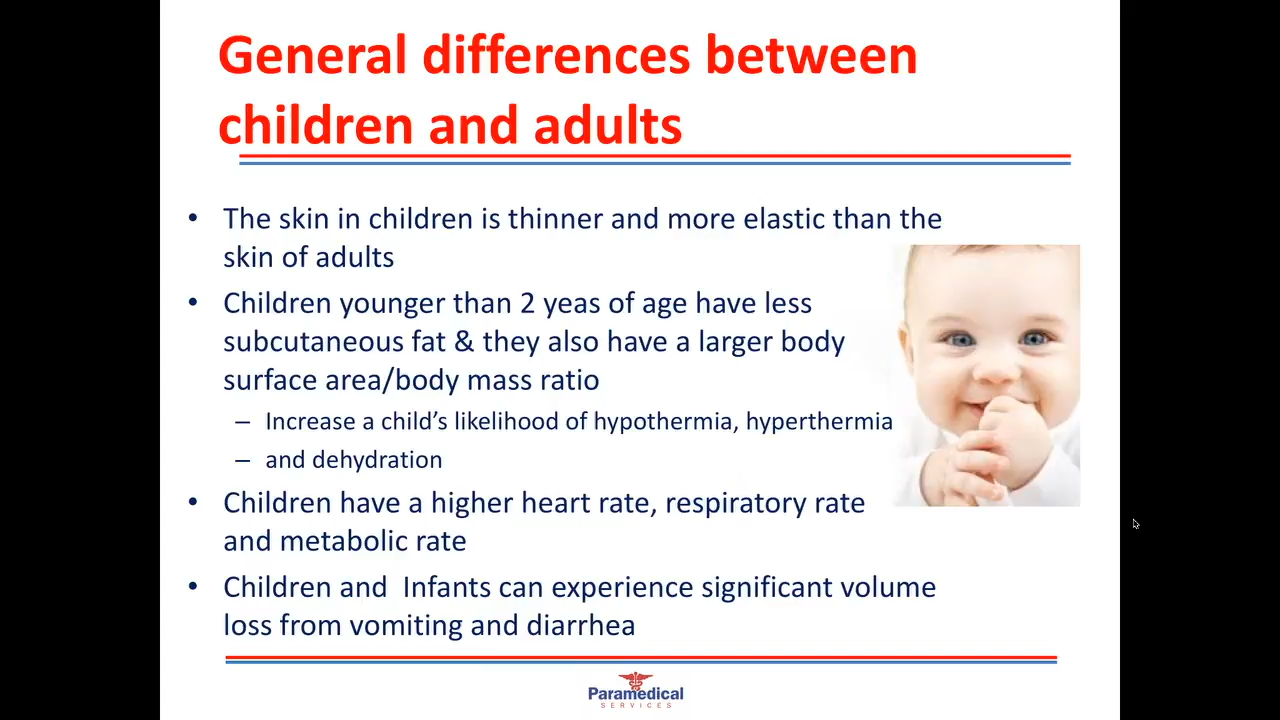 General differences between
children and adults
• The skin in children is thinner and more elastic than the
skin of adults
• Children younger than 2 yeas of age have less
subcutaneous fat & they also have a larger body
surface area/body mass ratio
– Increase a child’s likelihood of hypothermia, hyperthermia
– and dehydration
• Children have a higher heart rate, respiratory rate
and metabolic rate
• Children and  Infants can experience significant volume
loss from vomiting and diarrhea
Paramedical
SERVICES